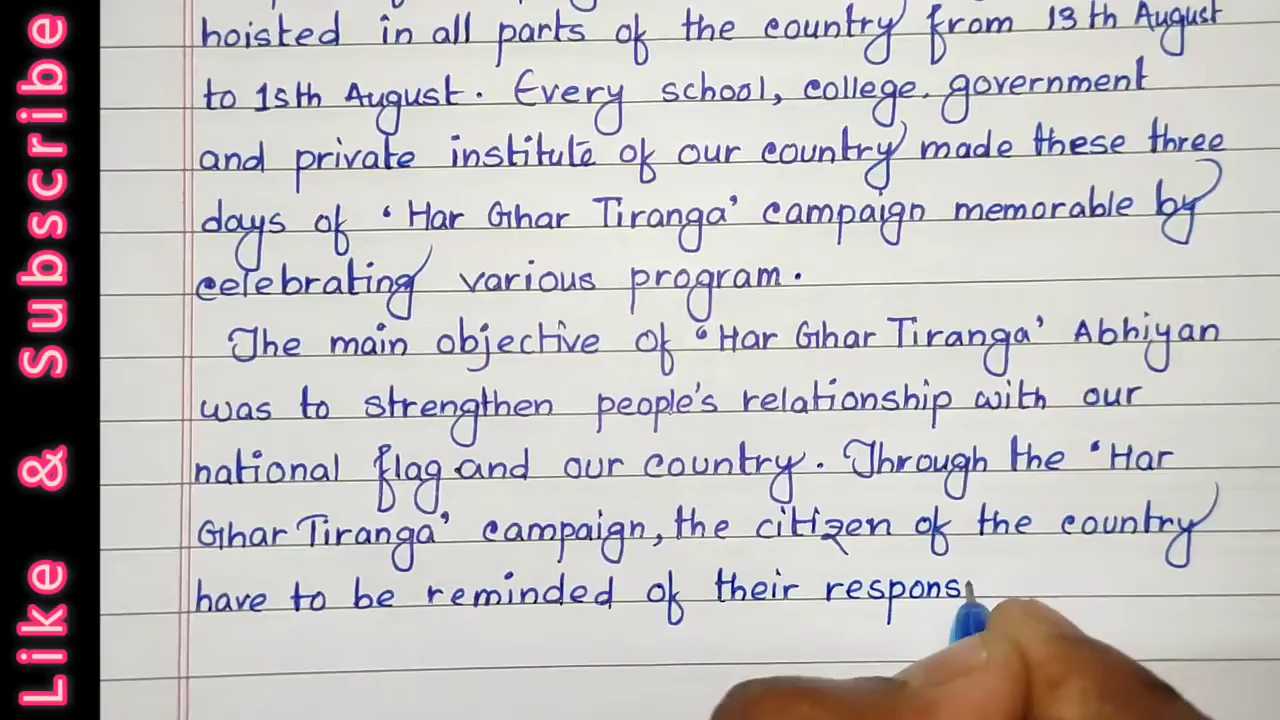 Like & Subscribe
hoisted in all parts of the country from 13th August
to 15th August. Every school, college, government
and private institute of our country made these three
days of ‘Har Ghar Tiranga’ campaign memorable by
celebrating various program.
The main objective of ‘Har Ghar Tiranga’ Abhiyan
was to strengthen people's relationship with our
national flag and our country. Through the ‘Har
Ghar Tiranga’ campaign, the citizen of the country
have to be reminded of their respons